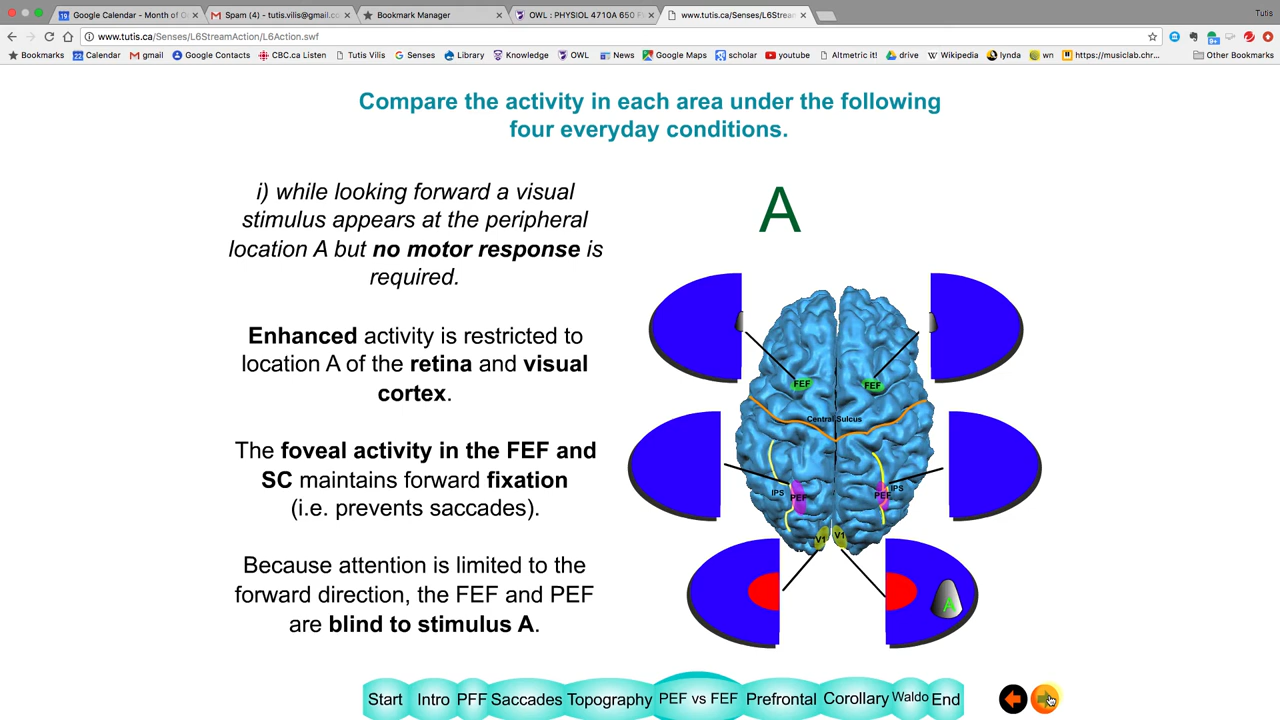 Google Calendar - Month of O
Spam (4) - tutis.vilis@gmail.co
Bookmark Manager
OWL : PHYSIOL 4710A 650 F
www.tutis.ca/Senses/L6Stream
Tutis
www.tutis.ca/Senses/L6StreamAction/L6Action.swf
9+
Bookmarks
Calendar
gmail
Google Contacts
CBC.ca Listen
Tutis Vilis
Senses
Library
Knowledge
OWL
News
Google Maps
scholar
youtube
Altmetric it!
drive
Wikipedia
lynda
wn
https://musiclab.chr...
Other Bookmarks
Compare the activity in each area under the following
four everyday conditions.
i) while looking forward a visual
stimulus appears at the peripheral
location A but no motor response is
required.
Enhanced activity is restricted to
location A of the retina and visual
cortex.
The foveal activity in the FEF and
SC maintains forward fixation
(i.e. prevents saccades).
Because attention is limited to the
forward direction, the FEF and PEF
are blind to stimulus A.
A
FEF
FEF
Central Sulcus
IPS
PEF
PEF
IPS
V1
V1
A
Start
Intro
PFF
Saccades
Topography
PEF vs FEF
Prefrontal
Corollary
Waldo
End